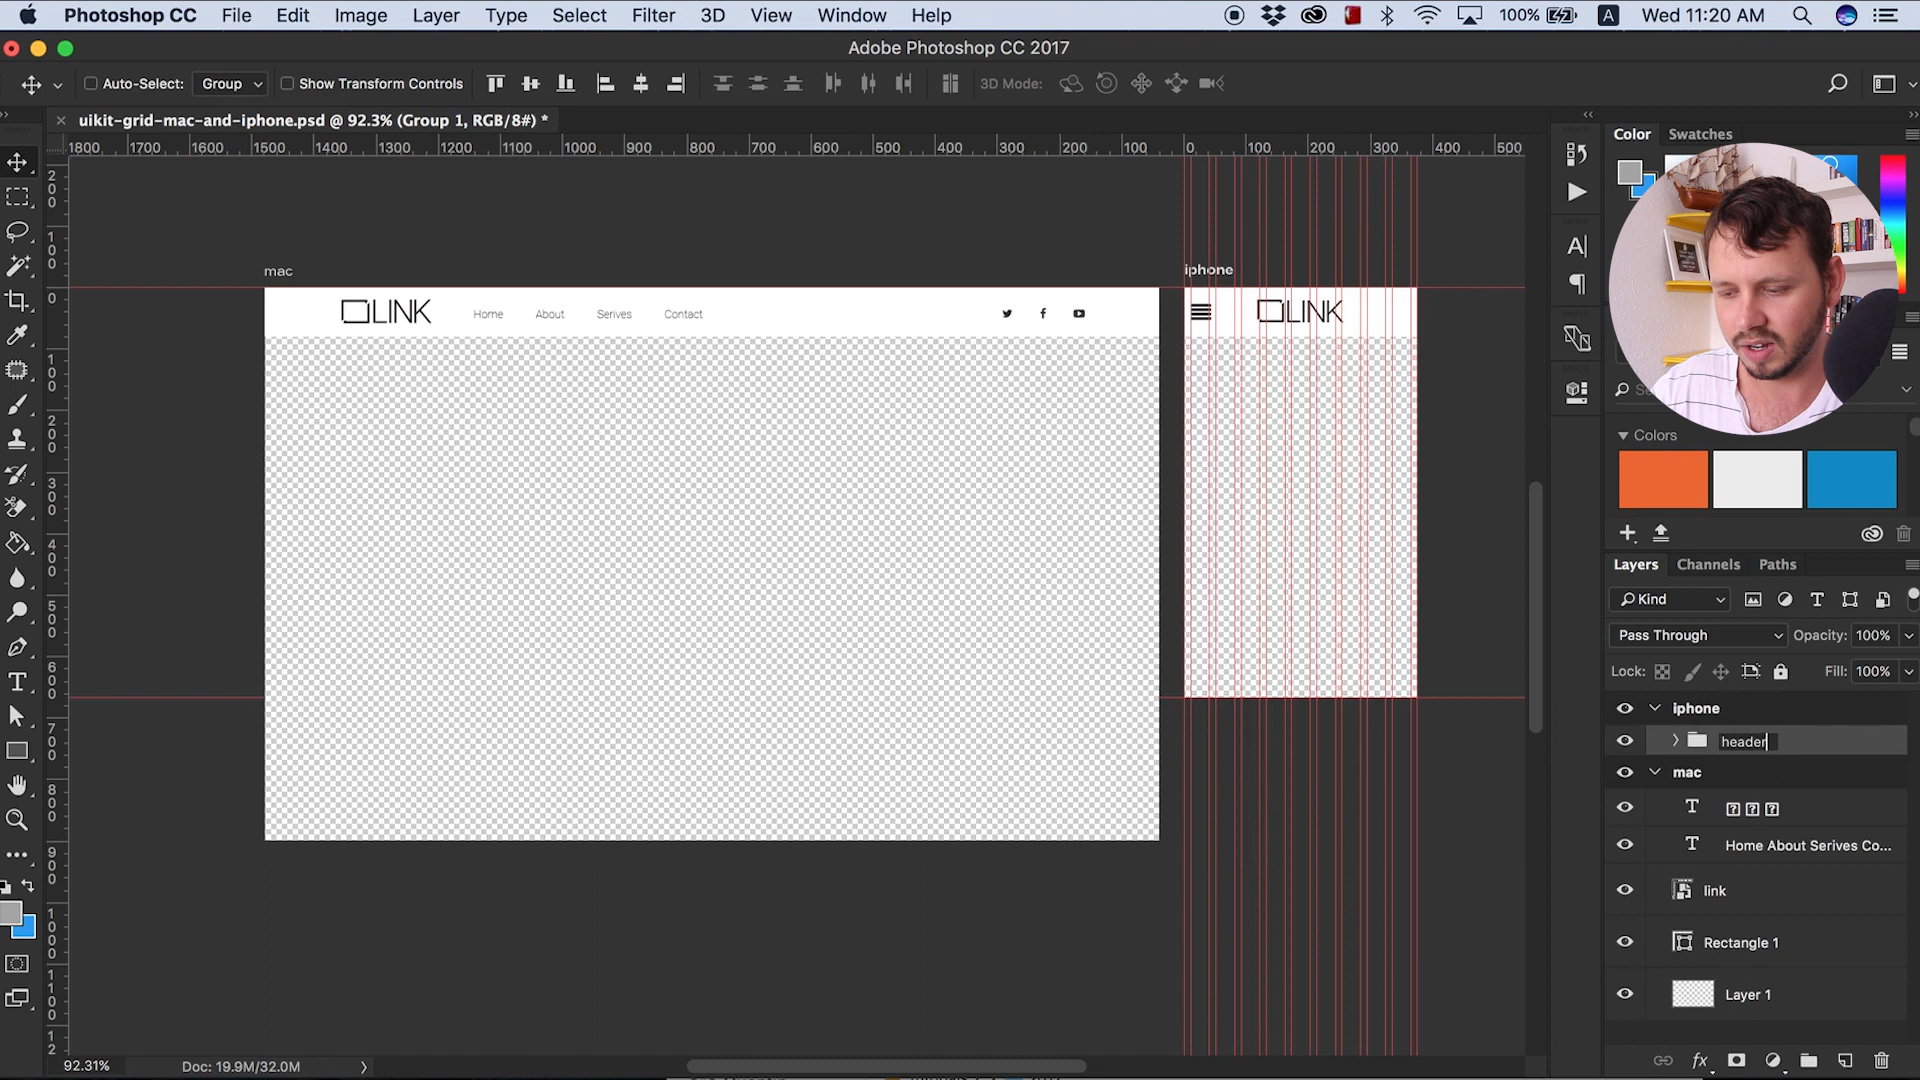 Photoshop CC File Edit Image Layer Type Select Filter 3D View Window Help 100% A Wed 11:20 AM
Adobe Photoshop CC 2017
Auto-Select: Group Show Transform Controls 3D Mode:
uikit-grid-mac-and-iphone.psd @ 92.3% (Group 1, RGB/8#) *
1800 1700 1600 1500 1400 1300 1200 1100 1000 900 800 700 600 500 400 300 200 100 0 100 200 300 400 500
Color Swatches
mac
iphone
LINK Home About Serives Contact
LINK
Colors
Layers Channels Paths
Kind
Pass Through Opacity: 100%
Lock: Fill: 100%
iphone
header
mac
Home About Serives Co...
link
Rectangle 1
Layer 1
92.31% Doc: 19.9M/32.0M